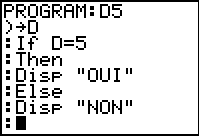 PROGRAM:D5
)→D
:If D=5
:Then
:Disp "OUI"
:Else
:Disp "NON"
: